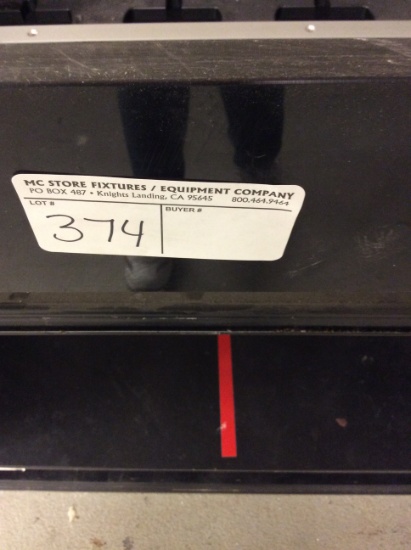 MC STORE FIXTURES / EQUIPMENT COMPANY
PO BOX 487 • Knights Landing, CA 95645 800.464.9464
LOT # BUYER #
374